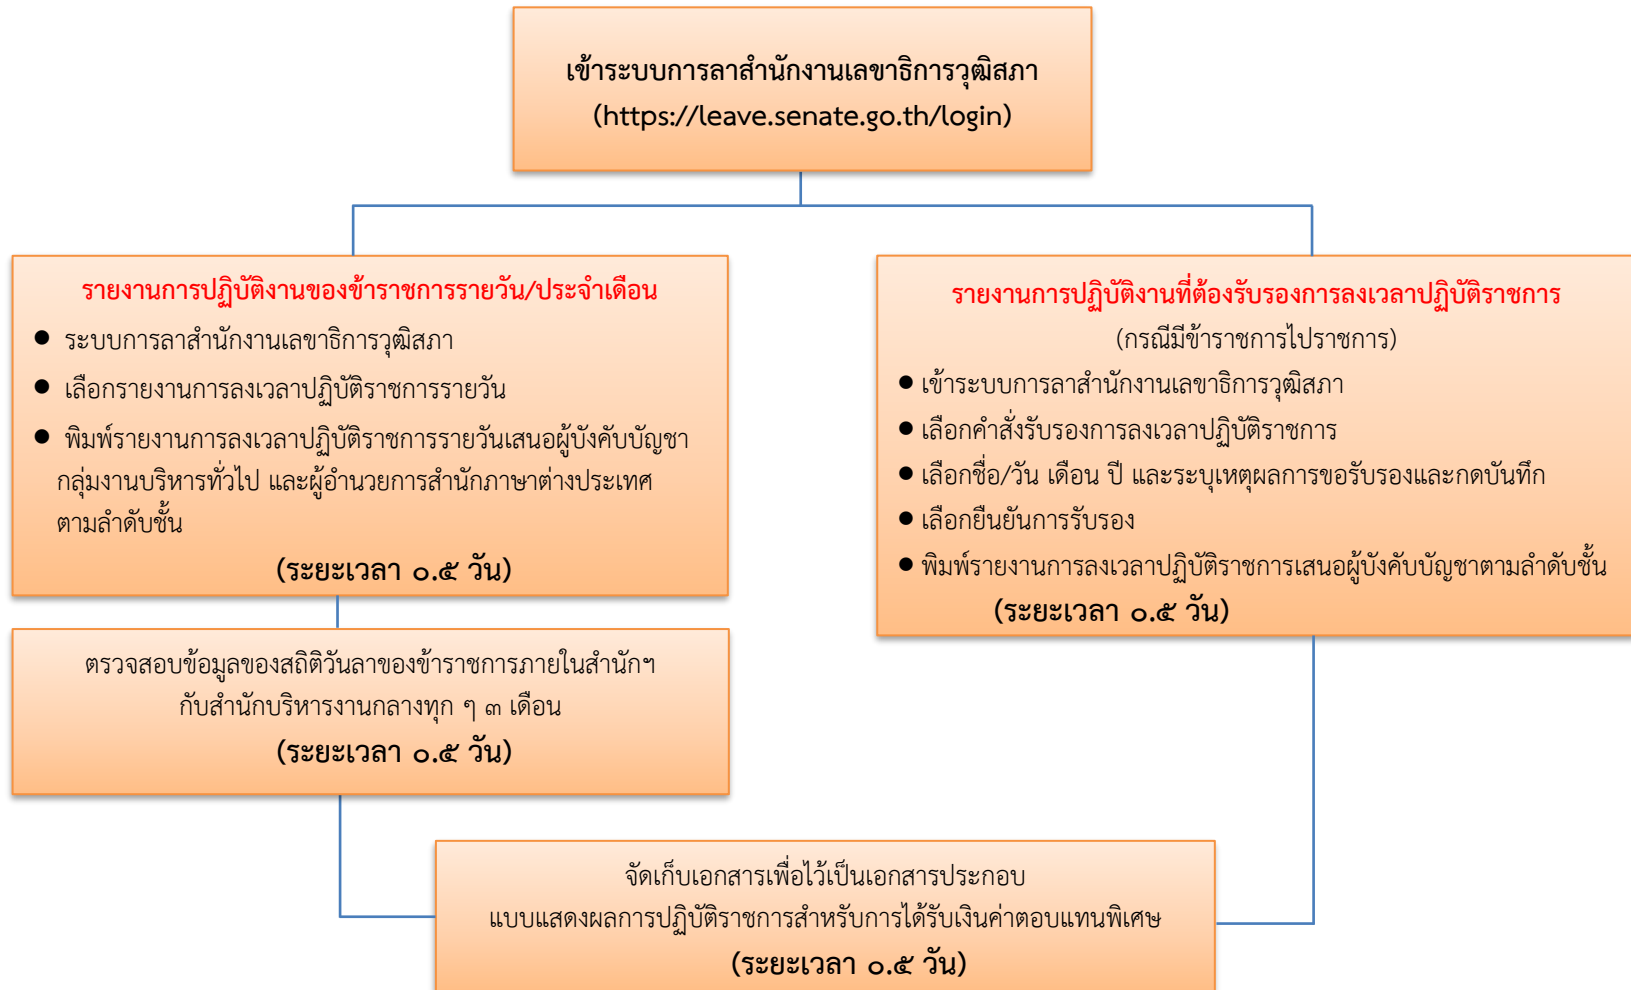 เข้าระบบการลาสำนักงานเลขาธิการวุฒิสภา
(https://leave.senate.go.th/login)
รายงานการปฏิบัติงานของข้าราชการรายวัน/ประจำเดือน
● ระบบการลาสำนักงานเลขาธิการวุฒิสภา
● เลือกรายงานการลงเวลาปฏิบัติราชการรายวัน
● พิมพ์รายงานการลงเวลาปฏิบัติราชการรายวันเสนอผู้บังคับบัญชา
กลุ่มงานบริหารทั่วไป และผู้อำนวยการสำนักภาษาต่างประเทศ
ตามลำดับชั้น
(ระยะเวลา ๐.๕ วัน)
รายงานการปฏิบัติงานที่ต้องรับรองการลงเวลาปฏิบัติราชการ
(กรณีมีข้าราชการไปราชการ)
● เข้าระบบการลาสำนักงานเลขาธิการวุฒิสภา
● เลือกคำสั่งรับรองการลงเวลาปฏิบัติราชการ
● เลือกชื่อ/วัน เดือน ปี และระบุเหตุผลการขอรับรองและกดบันทึก
● เลือกยืนยันการรับรอง
● พิมพ์รายงานการลงเวลาปฏิบัติราชการเสนอผู้บังคับบัญชาตามลำดับชั้น
(ระยะเวลา ๐.๕ วัน)
ตรวจสอบข้อมูลของสถิติวันลาของข้าราชการภายในสำนักฯ
กับสำนักบริหารงานกลางทุก ๆ ๓ เดือน
(ระยะเวลา ๐.๕ วัน)
จัดเก็บเอกสารเพื่อไว้เป็นเอกสารประกอบ
แบบแสดงผลการปฏิบัติราชการสำหรับการได้รับเงินค่าตอบแทนพิเศษ
(ระยะเวลา ๐.๕ วัน)